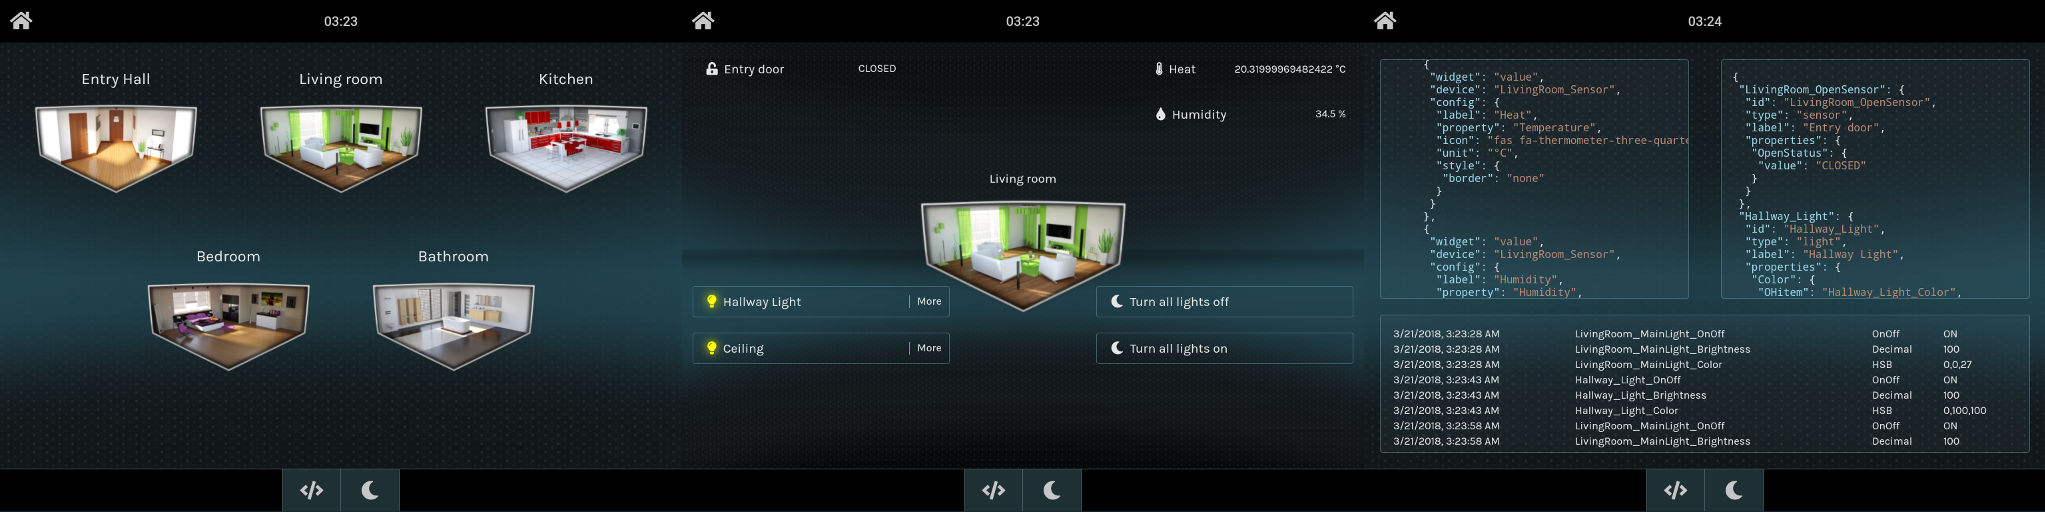 03:23
Entry Hall
Living room
Kitchen
Bedroom
Bathroom
</>
03:23
Entry door CLOSED
Heat 20.31999969482422 °C
Humidity 34.5 %
Living room
Hallway Light | More
Ceiling | More
Turn all lights off
Turn all lights on
</>
03:24
{
"widget": "value",
"device": "LivingRoom_Sensor",
"config": {
"label": "Heat",
"property": "Temperature",
"icon": "fas fa-thermometer-three-quarte
"unit": "°C",
"style": {
"border": "none"
}
}
},
{
"widget": "value",
"device": "LivingRoom_Sensor",
"config": {
"label": "Humidity",
"property": "Humidity",
{
"LivingRoom_OpenSensor": {
"id": "LivingRoom_OpenSensor",
"type": "sensor",
"label": "Entry door",
"properties": {
"OpenStatus": {
"value": "CLOSED"
}
}
},
"Hallway_Light": {
"id": "Hallway_Light",
"type": "light",
"label": "Hallway Light",
"properties": {
"Color": {
"OHitem": "Hallway_Light_Color",
3/21/2018, 3:23:28 AM LivingRoom_MainLight_OnOff OnOff ON
3/21/2018, 3:23:28 AM LivingRoom_MainLight_Brightness Decimal 100
3/21/2018, 3:23:28 AM LivingRoom_MainLight_Color HSB 0,0,27
3/21/2018, 3:23:43 AM Hallway_Light_OnOff OnOff ON
3/21/2018, 3:23:43 AM Hallway_Light_Brightness Decimal 100
3/21/2018, 3:23:43 AM Hallway_Light_Color HSB 0,100,100
3/21/2018, 3:23:58 AM LivingRoom_MainLight_OnOff OnOff ON
3/21/2018, 3:23:58 AM LivingRoom_MainLight_Brightness Decimal 100
</>